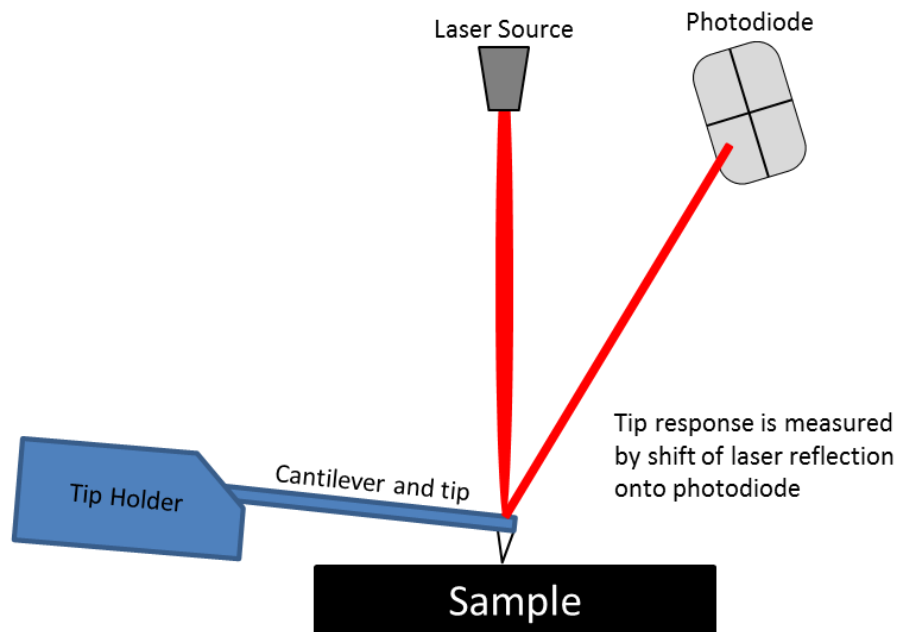 Laser Source
Photodiode
Tip response is measured
by shift of laser reflection
onto photodiode
Cantilever and tip
Tip Holder
Sample